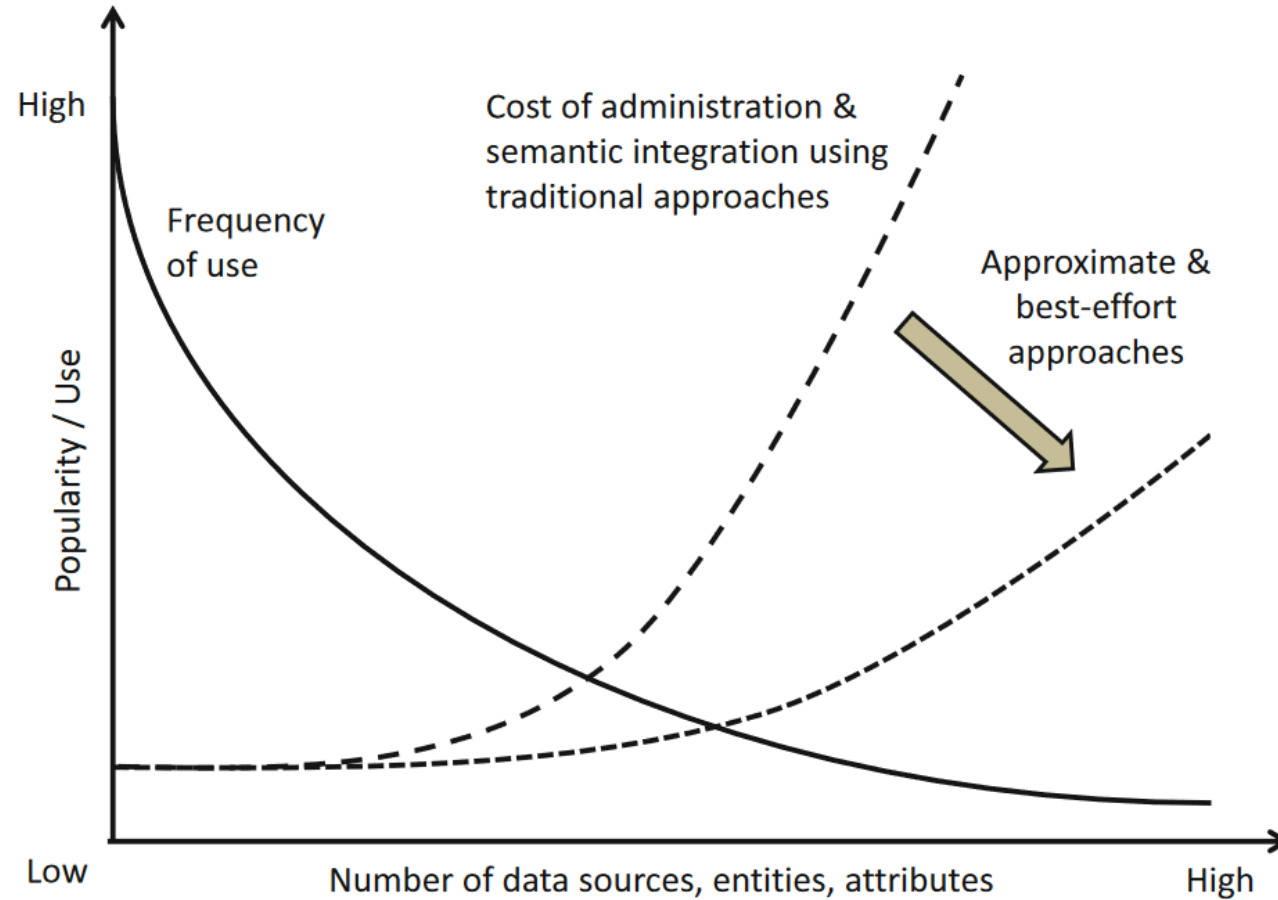 High
Cost of administration &
semantic integration using
traditional approaches
Frequency
of use
Approximate &
best-effort
approaches
Popularity / Use
Low
Number of data sources, entities, attributes
High